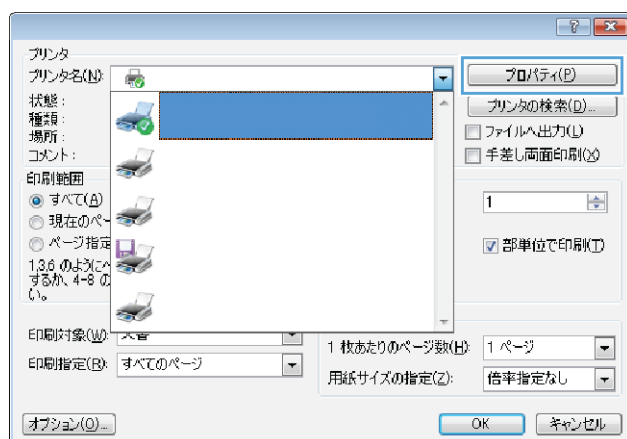 プリンタ
プリンタ名(N):
プロパティ(P)
状態：
プリンタの検索(D)...
種類：
場所：
ファイルへ出力(L)
コメント：
手差し両面印刷(X)
印刷範囲
すべて(A)
1
現在のペー
ページ指定
部単位で印刷(T)
1,3,6 のようにペ
するか、4-8 の
い。
印刷対象(W):
1 枚あたりのページ数(H):
1 ページ
印刷指定(R):
すべてのページ
用紙サイズの指定(Z):
倍率指定なし
オプション(O)...
OK
キャンセル